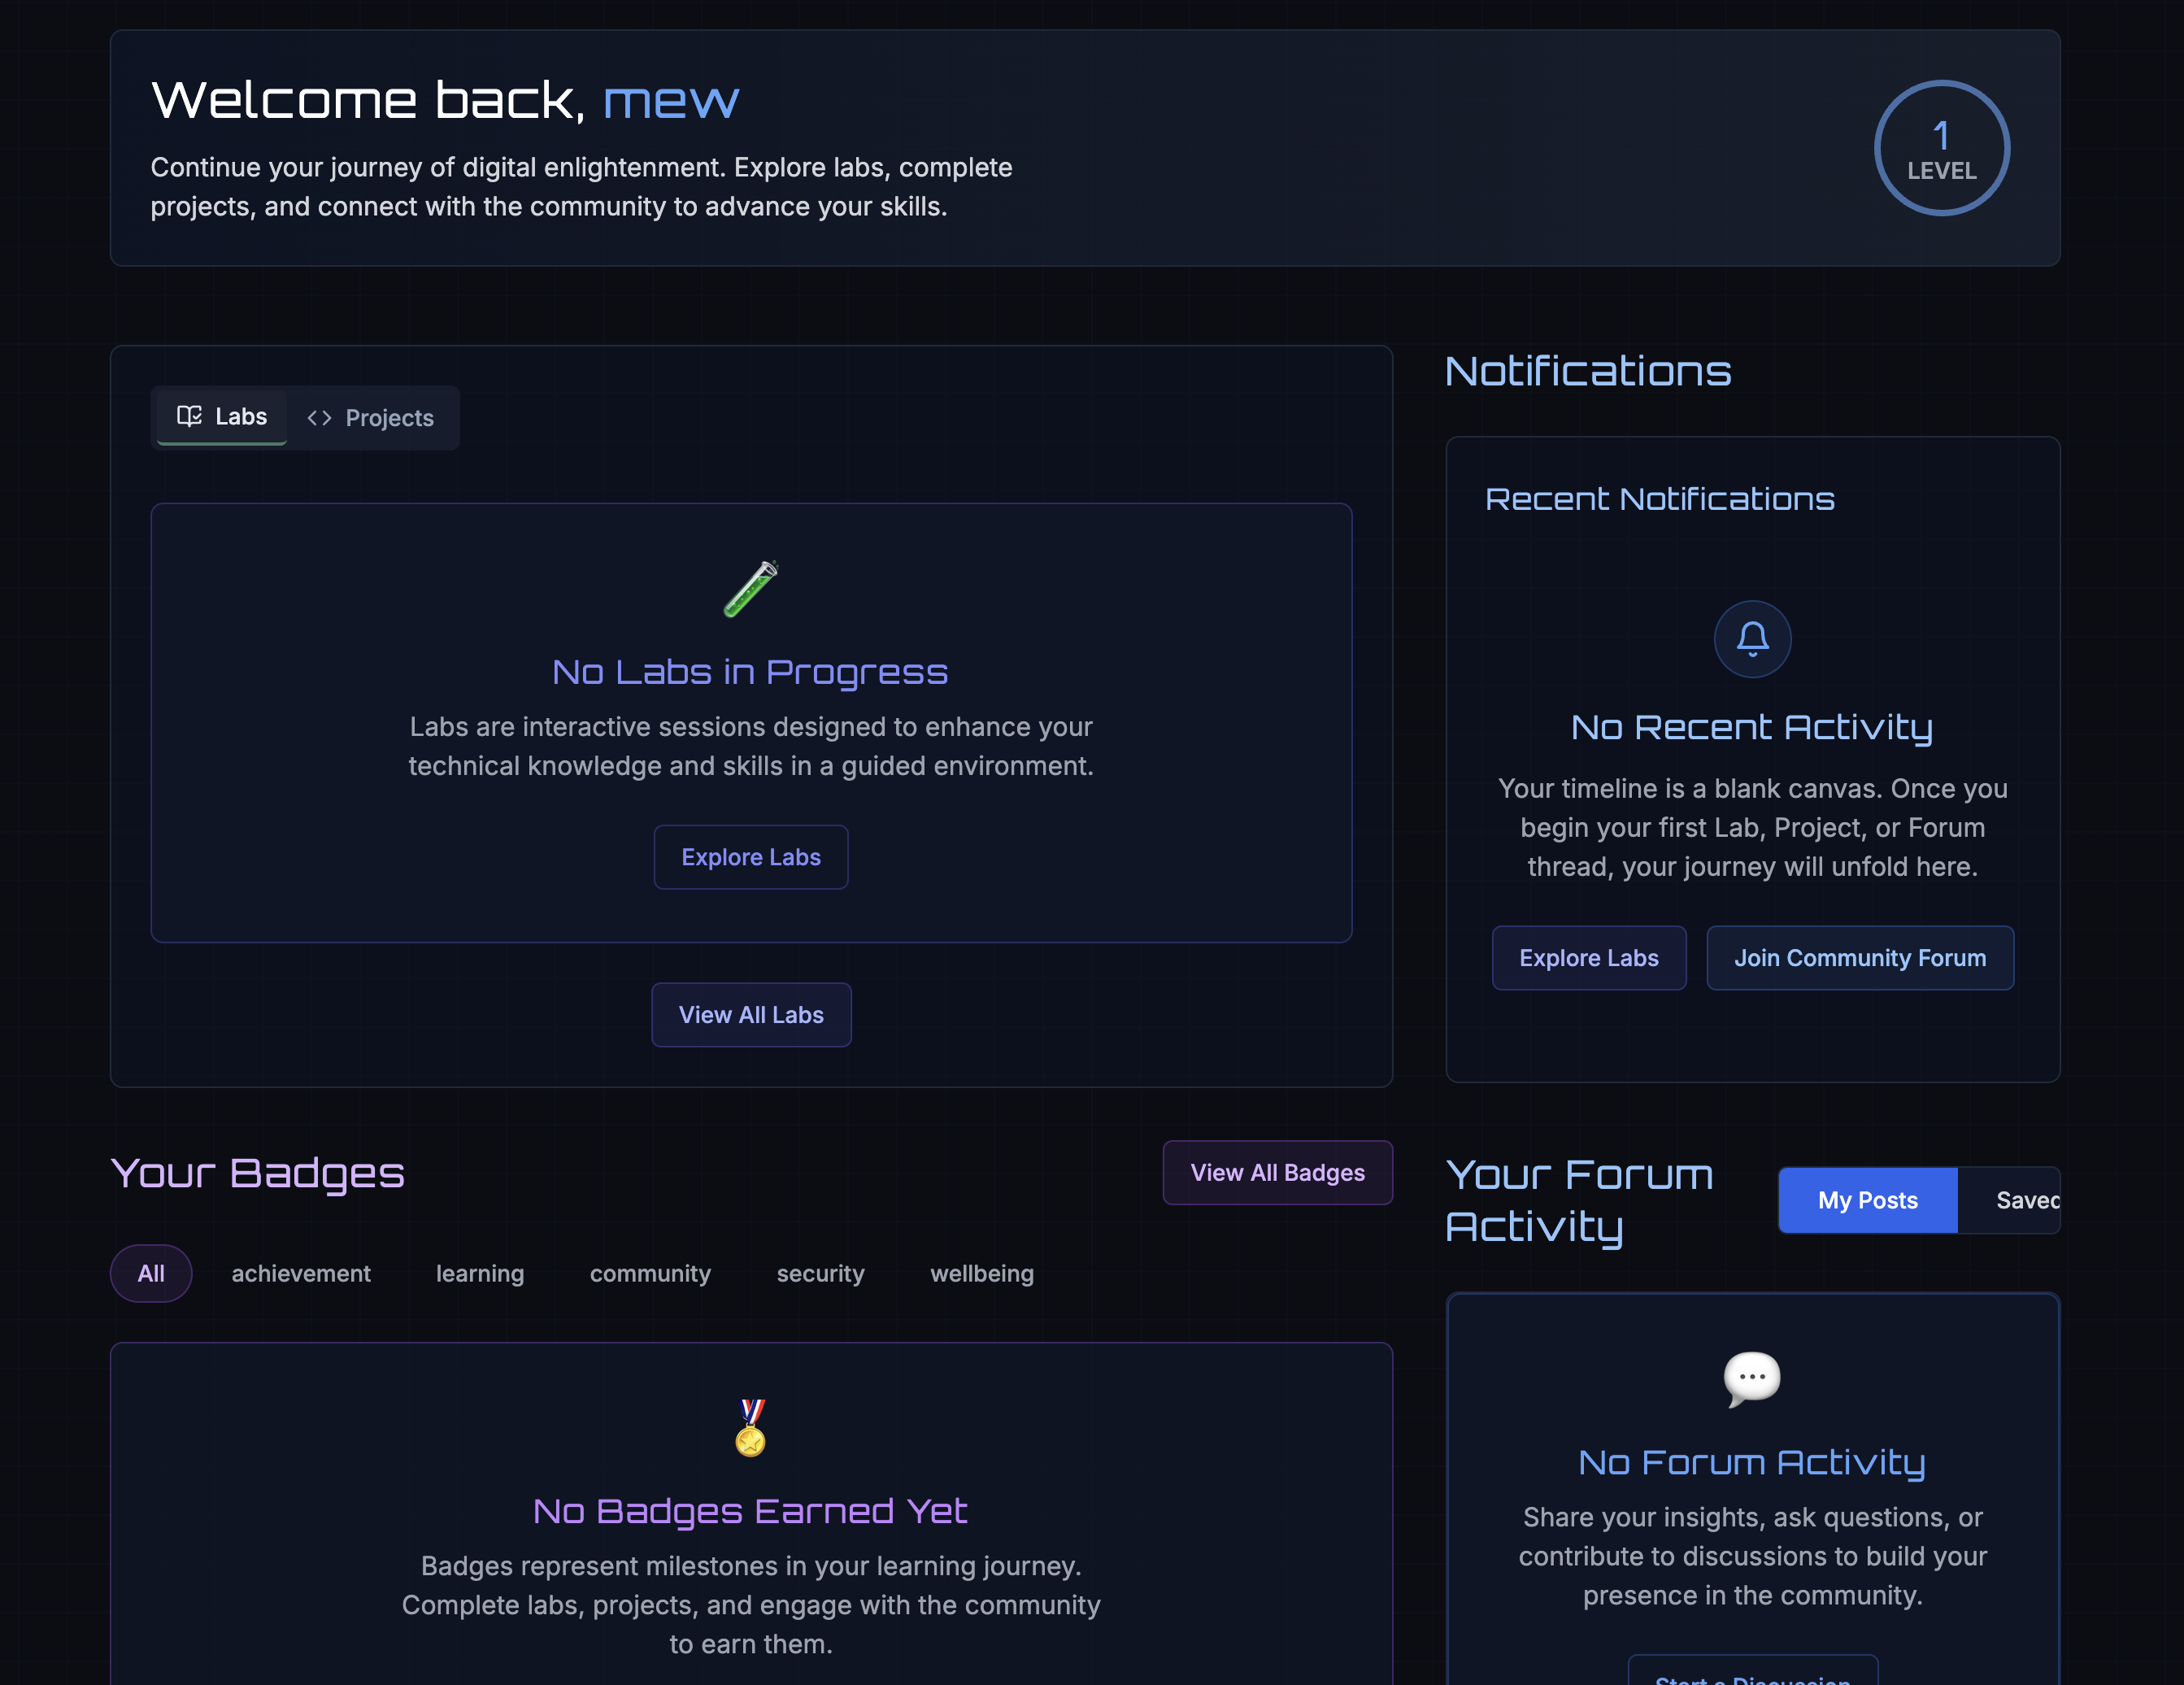 Welcome back, mew
Continue your journey of digital enlightenment. Explore labs, complete
projects, and connect with the community to advance your skills.
1
LEVEL
Labs
Projects
No Labs in Progress
Labs are interactive sessions designed to enhance your
technical knowledge and skills in a guided environment.
Explore Labs
View All Labs
Notifications
Recent Notifications
No Recent Activity
Your timeline is a blank canvas. Once you
begin your first Lab, Project, or Forum
thread, your journey will unfold here.
Explore Labs
Join Community Forum
Your Badges
View All Badges
All
achievement
learning
community
security
wellbeing
No Badges Earned Yet
Badges represent milestones in your learning journey.
Complete labs, projects, and engage with the community
to earn them.
Your Forum
Activity
My Posts
Saved
No Forum Activity
Share your insights, ask questions, or
contribute to discussions to build your
presence in the community.
Start a Discussion